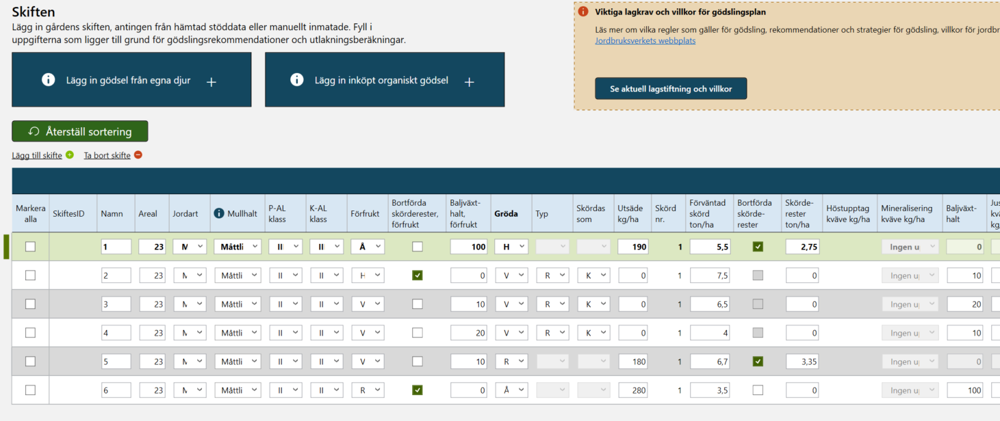 Skiften
Lägg in gårdens skiften, antingen från hämtad stöddata eller manuellt inmatade. Fyll i
uppgifterna som ligger till grund för gödslingsrekommendationer och utlakningsberäkningar.
Lägg in gödsel från egna djur +
Lägg in inköpt organiskt gödsel +
Viktiga lagkrav och villkor för gödslingsplan
Läs mer om vilka regler som gäller för gödsling, rekommendationer och strategier för gödsling, villkor för jordbr
Jordbruksverkets webbplats
Se aktuell lagstiftning och villkor
Återställ sortering
Lägg till skifte Ta bort skifte
Markera alla SkiftesID Namn Areal Jordart Mullhalt P-AL klass K-AL klass Förfrukt Bortförda skörderester, förfrukt Baljväxt-halt, förfrukt Gröda Typ Skördas som Utsäde kg/ha Skörd nr. Förväntad skörd ton/ha Bortförda skörde-rester Skörde-rester ton/ha Höstupptag kväve kg/ha Mineralisering kväve kg/ha Baljväxt-halt
1 23 Måttli II II Å 100 H 190 1 5,5 2,75 Ingen u 0
2 23 Måttli II II H 0 V R K 0 1 7,5 0 Ingen u 10
3 23 Måttli II II V 10 V R K 0 1 6,5 0 Ingen u 20
4 23 Måttli II II V 20 V R K 0 1 4 0 Ingen u 10
5 23 Måttli II II V 10 R 180 1 6,7 3,35 Ingen u 0
6 23 Måttli II II R 0 Å 280 1 3,5 0 Ingen u 100